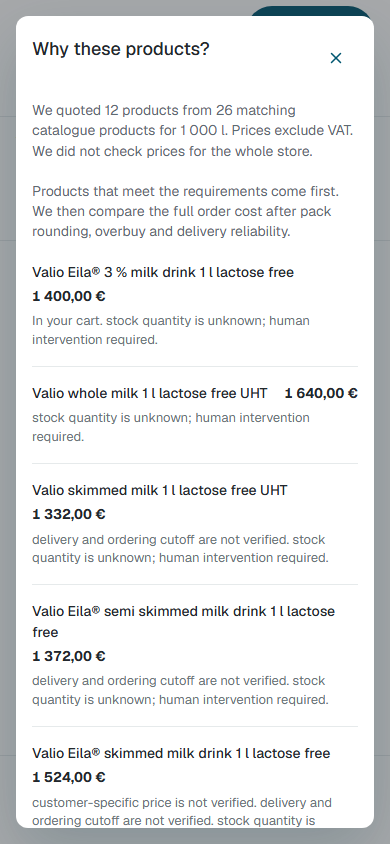 Why these products?
We quoted 12 products from 26 matching
catalogue products for 1 000 l. Prices exclude VAT.
We did not check prices for the whole store.
Products that meet the requirements come first.
We then compare the full order cost after pack
rounding, overbuy and delivery reliability.
Valio Eila® 3 % milk drink 1 l lactose free
1 400,00 €
In your cart. stock quantity is unknown; human
intervention required.
Valio whole milk 1 l lactose free UHT 1 640,00 €
stock quantity is unknown; human intervention
required.
Valio skimmed milk 1 l lactose free UHT
1 332,00 €
delivery and ordering cutoff are not verified. stock
quantity is unknown; human intervention required.
Valio Eila® semi skimmed milk drink 1 l lactose
free
1 372,00 €
delivery and ordering cutoff are not verified. stock
quantity is unknown; human intervention required.
Valio Eila® skimmed milk drink 1 l lactose free
1 524,00 €
customer-specific price is not verified. delivery and
ordering cutoff are not verified. stock quantity is